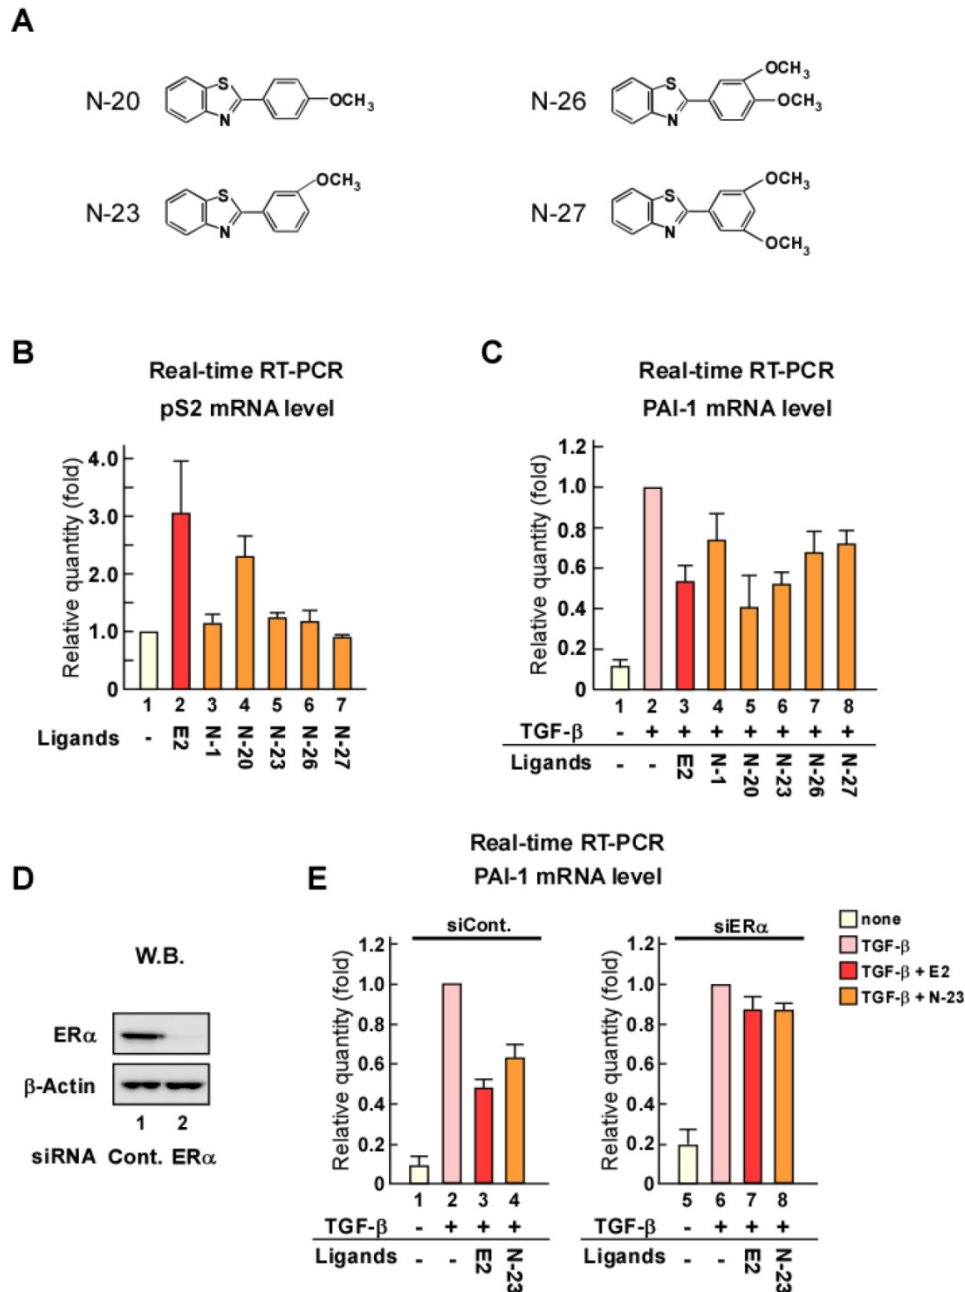 A
N-20
S
N
OCH3
N-26
S
N
OCH3
OCH3
N-23
S
N
OCH3
N-27
S
N
OCH3
OCH3
B
Real-time RT-PCR
pS2 mRNA level
Relative quantity (fold)
4.0
3.0
2.0
1.0
0
1 2 3 4 5 6 7
Ligands - E2 N-1 N-20 N-23 N-26 N-27
C
Real-time RT-PCR
PAI-1 mRNA level
Relative quantity (fold)
1.2
1.0
0.8
0.6
0.4
0.2
0
1 2 3 4 5 6 7 8
TGF-β - + + + + + + +
Ligands - - E2 N-1 N-20 N-23 N-26 N-27
D
W.B.
ERα
β-Actin
1 2
siRNA Cont. ERα
E
Real-time RT-PCR
PAI-1 mRNA level
siCont.
Relative quantity (fold)
1.2
1.0
0.8
0.6
0.4
0.2
0
1 2 3 4
TGF-β - + + +
Ligands - - E2 N-23
siERα
Relative quantity (fold)
1.2
1.0
0.8
0.6
0.4
0.2
0
5 6 7 8
TGF-β - + + +
Ligands - - E2 N-23
none
TGF-β
TGF-β + E2
TGF-β + N-23